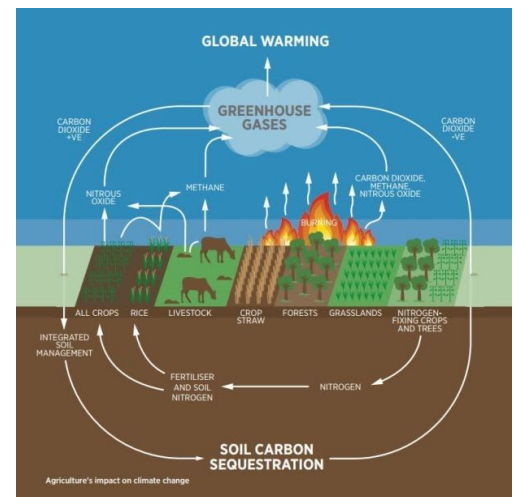 GLOBAL WARMING
GREENHOUSE
GASES
CARBON
DIOXIDE
+VE
CARBON
DIOXIDE
-VE
NITROUS
OXIDE
METHANE
CARBON DIOXIDE,
METHANE,
NITROUS OXIDE
BURNING
ALL CROPS
RICE
LIVESTOCK
CROP
STRAW
FORESTS
GRASSLANDS
NITROGEN-
FIXING CROPS
AND TREES
INTEGRATED
SOIL
MANAGEMENT
FERTILISER
AND SOIL
NITROGEN
NITROGEN
SOIL CARBON
SEQUESTRATION
Agriculture's impact on climate change